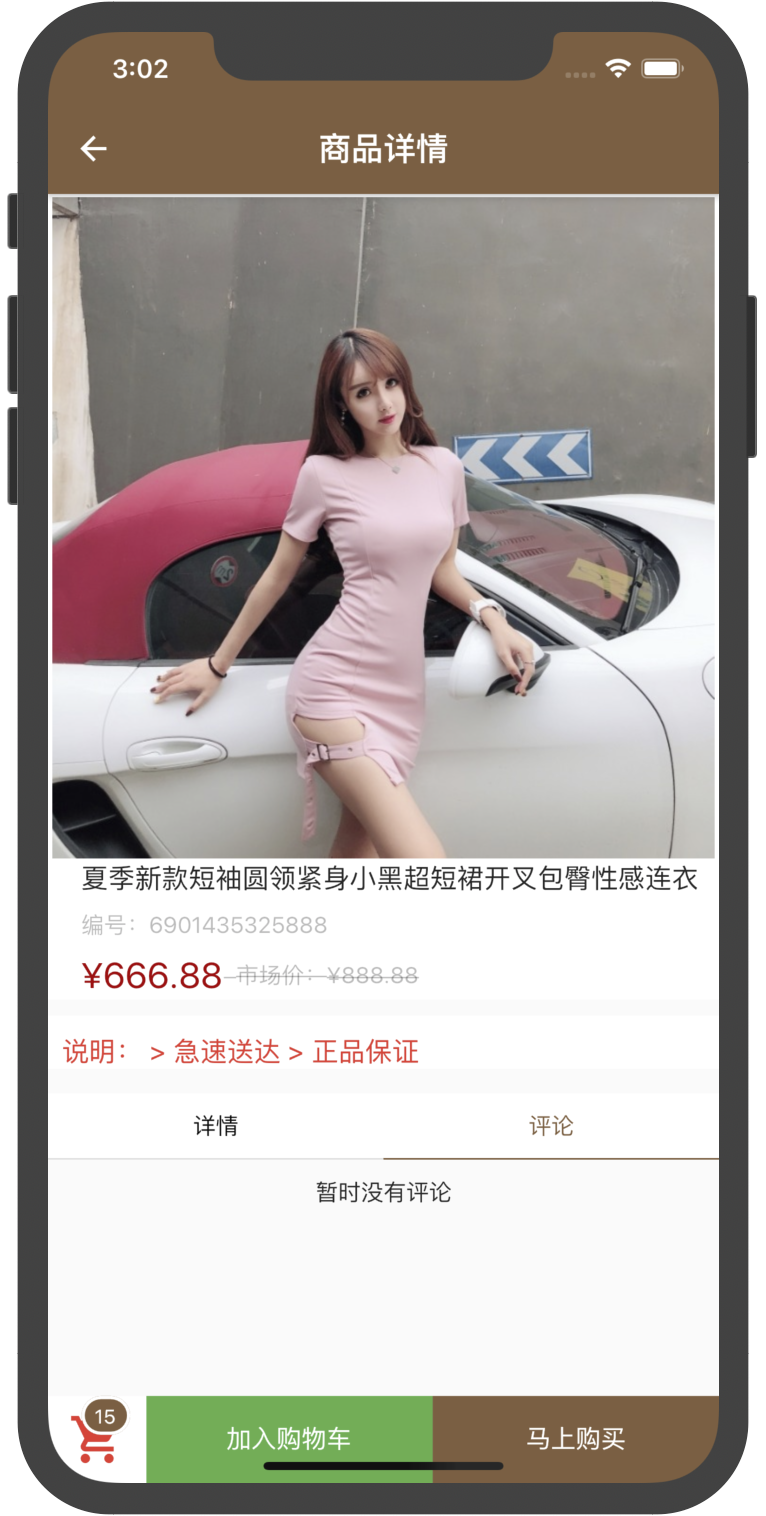 3:02
商品详情
夏季新款短袖圆领紧身小黑超短裙开叉包臀性感连衣
编号：6901435325888
¥666.88 市场价：¥888.88
说明： > 急速送达 > 正品保证
详情 评论
暂时没有评论
15
加入购物车 马上购买